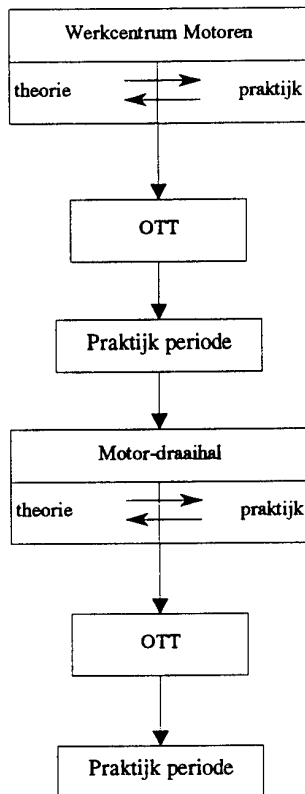 Werkcentrum Motoren
theorie praktijk
OTT
Praktijk periode
Motor-draaihal
theorie praktijk
OTT
Praktijk periode